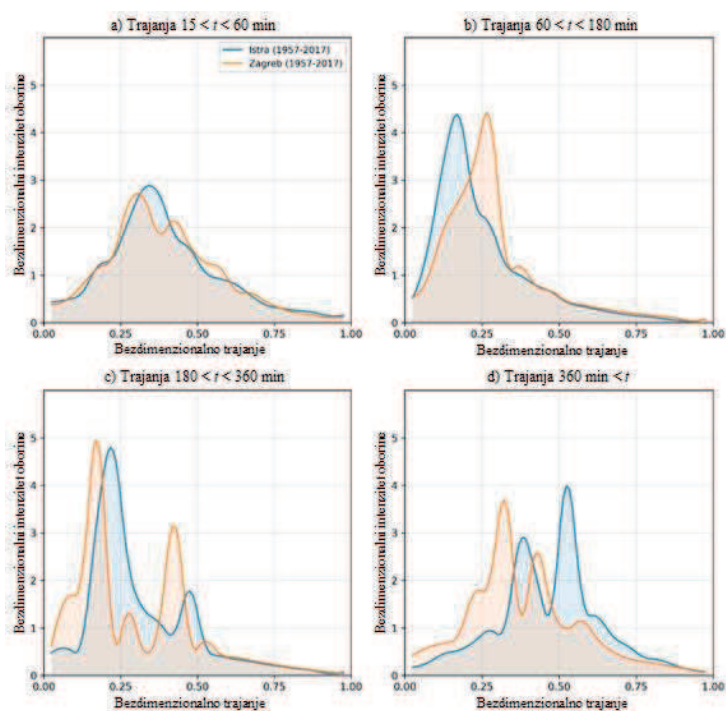 a) Trajanja 15 < t < 60 min
Bezdimenzionalni intenzitet oborine
5
4
3
2
1
0
0.00 0.25 0.50 0.75 1.00
Bezdimenzionalno trajanje
Istra (1957-2017)
Zagreb (1957-2017)
b) Trajanja 60 < t < 180 min
Bezdimenzionalni intenzitet oborine
5
4
3
2
1
0
0.00 0.25 0.50 0.75 1.00
Bezdimenzionalno trajanje
c) Trajanja 180 < t < 360 min
Bezdimenzionalni intenzitet oborine
5
4
3
2
1
0
0.00 0.25 0.50 0.75 1.00
Bezdimenzionalno trajanje
d) Trajanja 360 min < t
Bezdimenzionalni intenzitet oborine
5
4
3
2
1
0
0.00 0.25 0.50 0.75 1.00
Bezdimenzionalno trajanje